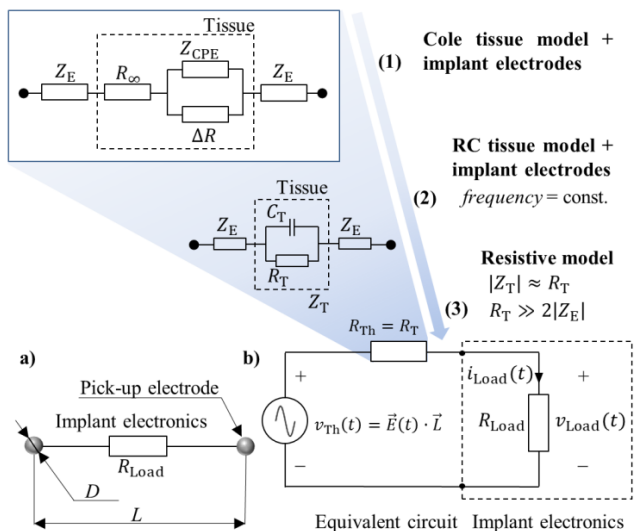 Tissue
Z_E
R_∞
Z_CPE
Z_E
ΔR
(1) Cole tissue model +
implant electrodes
RC tissue model +
implant electrodes
(2) frequency = const.
Tissue
Z_E
C_T
Z_E
R_T
Z_T
Resistive model
|Z_T| ≈ R_T
(3) R_T ≫ 2|Z_E|
a)
Pick-up electrode
Implant electronics
R_Load
D
L
b)
R_Th = R_T
+
v_Th(t) = E⃗(t) · L⃗
−
i_Load(t)
R_Load
+
v_Load(t)
−
Equivalent circuit
Implant electronics